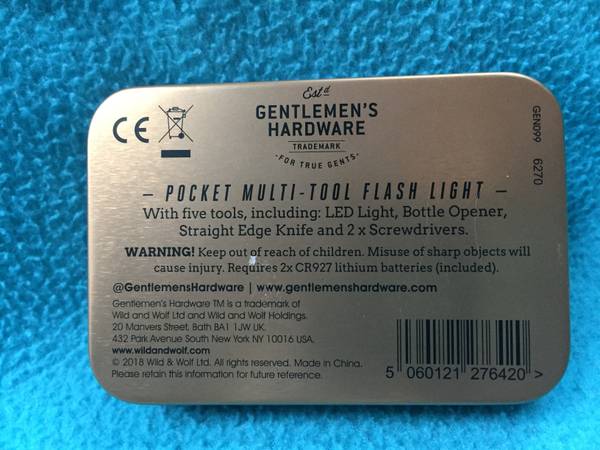 Est d
GENTLEMEN'S
HARDWARE
TRADEMARK
·FOR TRUE GENTS·
GEN099 6270
– POCKET MULTI-TOOL FLASH LIGHT –
With five tools, including: LED Light, Bottle Opener,
Straight Edge Knife and 2 x Screwdrivers.
WARNING! Keep out of reach of children. Misuse of sharp objects will
cause injury. Requires 2x CR927 lithium batteries (included).
@GentlemensHardware | www.gentlemenshardware.com
Gentlemen's Hardware TM is a trademark of
Wild and Wolf Ltd and Wild and Wolf Holdings.
20 Manvers Street, Bath BA1 1JW UK.
432 Park Avenue South New York NY 10016 USA.
www.wildandwolf.com
© 2018 Wild & Wolf Ltd. All rights reserved. Made in China.
Please retain this information for future reference.
5 060121 276420 >